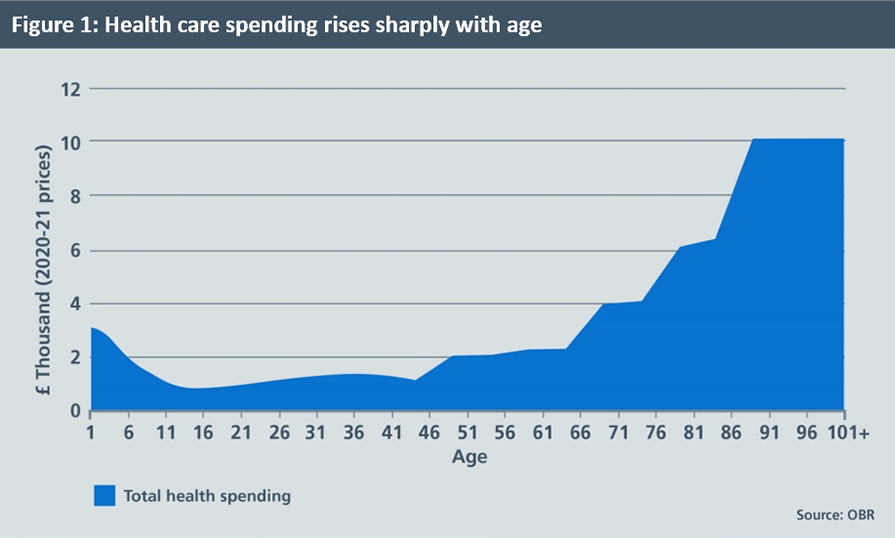 Figure 1: Health care spending rises sharply with age
£ Thousand (2020-21 prices)
12
10
8
6
4
2
0
1 6 11 16 21 26 31 36 41 46 51 56 61 66 71 76 81 86 91 96 101+
Age
Total health spending
Source: OBR